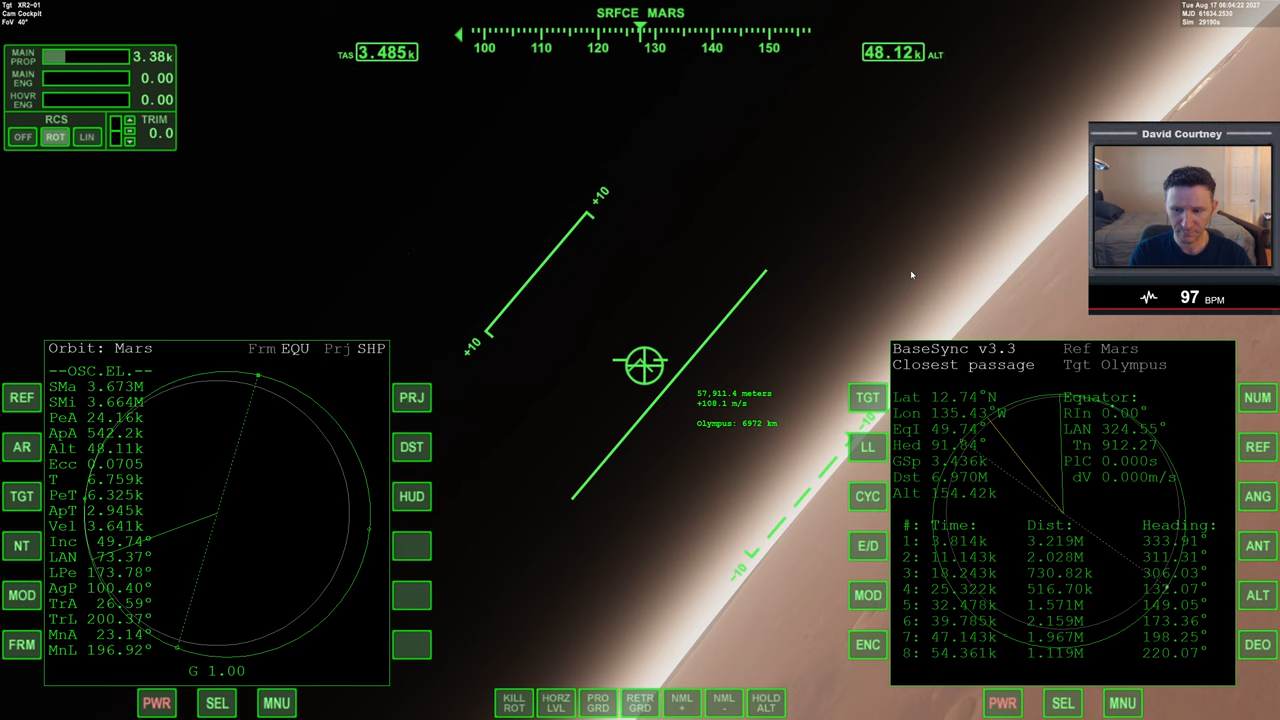 Tgt XR2-01
Cam Cockpit
FoV 40°
SRFCE MARS
Tue Aug 17 06:04:22 2027
MJD 61634.2530
Sim 29190s
100 110 120 130 140 150
TAS 3.485k
48.12k ALT
MAIN PROP 3.38k
MAIN ENG 0.00
HOVR ENG 0.00
RCS TRIM
OFF ROT LIN 0.0
David Courtney
97 BPM
+10
+10
57,911.4 meters
+108.1 m/s
Olympus: 6972 km
-10
-10
Orbit: Mars Frm EQU Prj SHP
--OSC.EL.--
SMa 3.673M
SMi 3.664M
PeA 24.16k
ApA 542.2k
Alt 48.11k
Ecc 0.0705
T 6.759k
PeT 6.325k
ApT 2.945k
Vel 3.641k
Inc 49.74°
LAN 73.37°
LPe 173.78°
AgP 100.40°
TrA 26.59°
TrL 200.37°
MnA 23.14°
MnL 196.92°
G 1.00
REF
AR
TGT
NT
MOD
FRM
PRJ
DST
HUD
PWR SEL MNU
KILL ROT
HORZ LVL
PRO GRD
RETR GRD
NML +
NML -
HOLD ALT
BaseSync v3.3 Ref Mars
Closest passage Tgt Olympus
Lat 12.74°N Equator:
Lon 135.43°W RIn 0.00°
EqI 49.74° LAN 324.55°
Hed 91.84° Tn 912.27
GSp 3.436k PlC 0.000s
Dst 6.970M dV 0.000m/s
Alt 154.42k
#: Time: Dist: Heading:
1: 3.814k 3.219M 333.91°
2: 11.143k 2.028M 311.31°
3: 18.243k 730.82k 306.03°
4: 25.322k 516.70k 132.07°
5: 32.478k 1.571M 149.05°
6: 39.785k 2.159M 173.36°
7: 47.143k 1.967M 198.25°
8: 54.361k 1.119M 220.07°
TGT
LL
CYC
E/D
MOD
ENC
NUM
REF
ANG
ANT
ALT
DEO
PWR SEL MNU